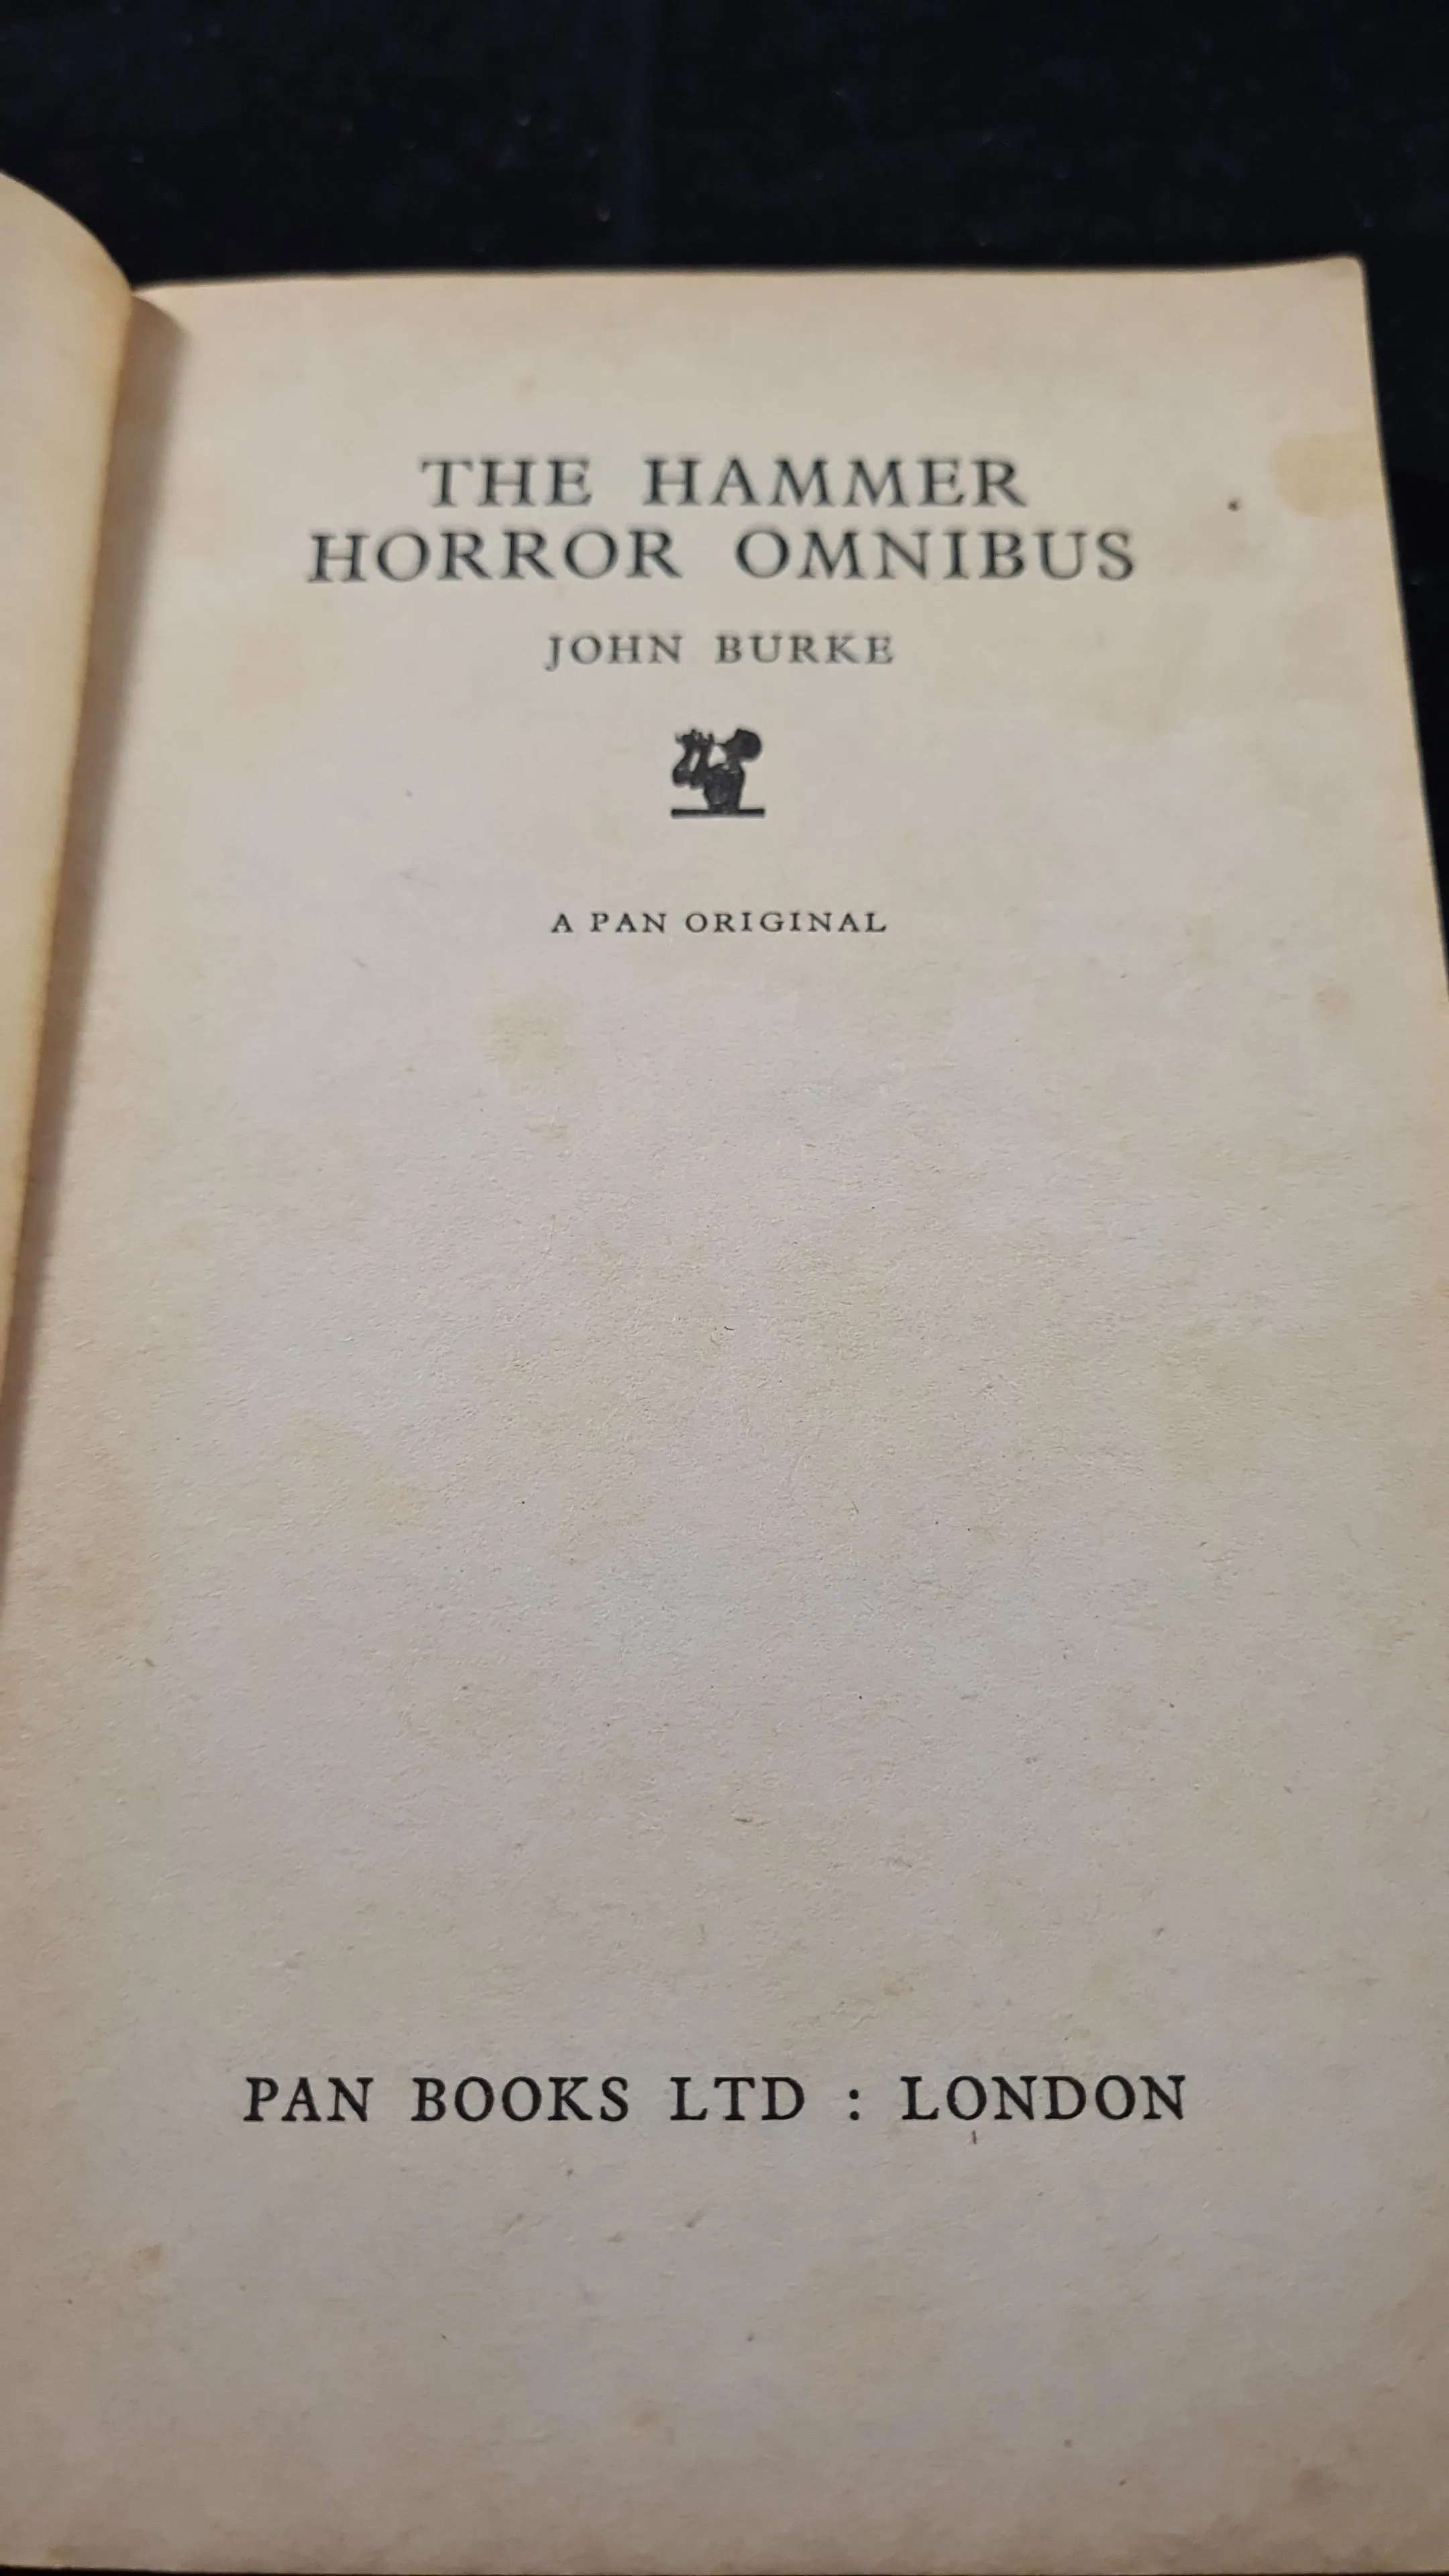 THE HAMMER
HORROR OMNIBUS
JOHN BURKE
A PAN ORIGINAL
PAN BOOKS LTD : LONDON